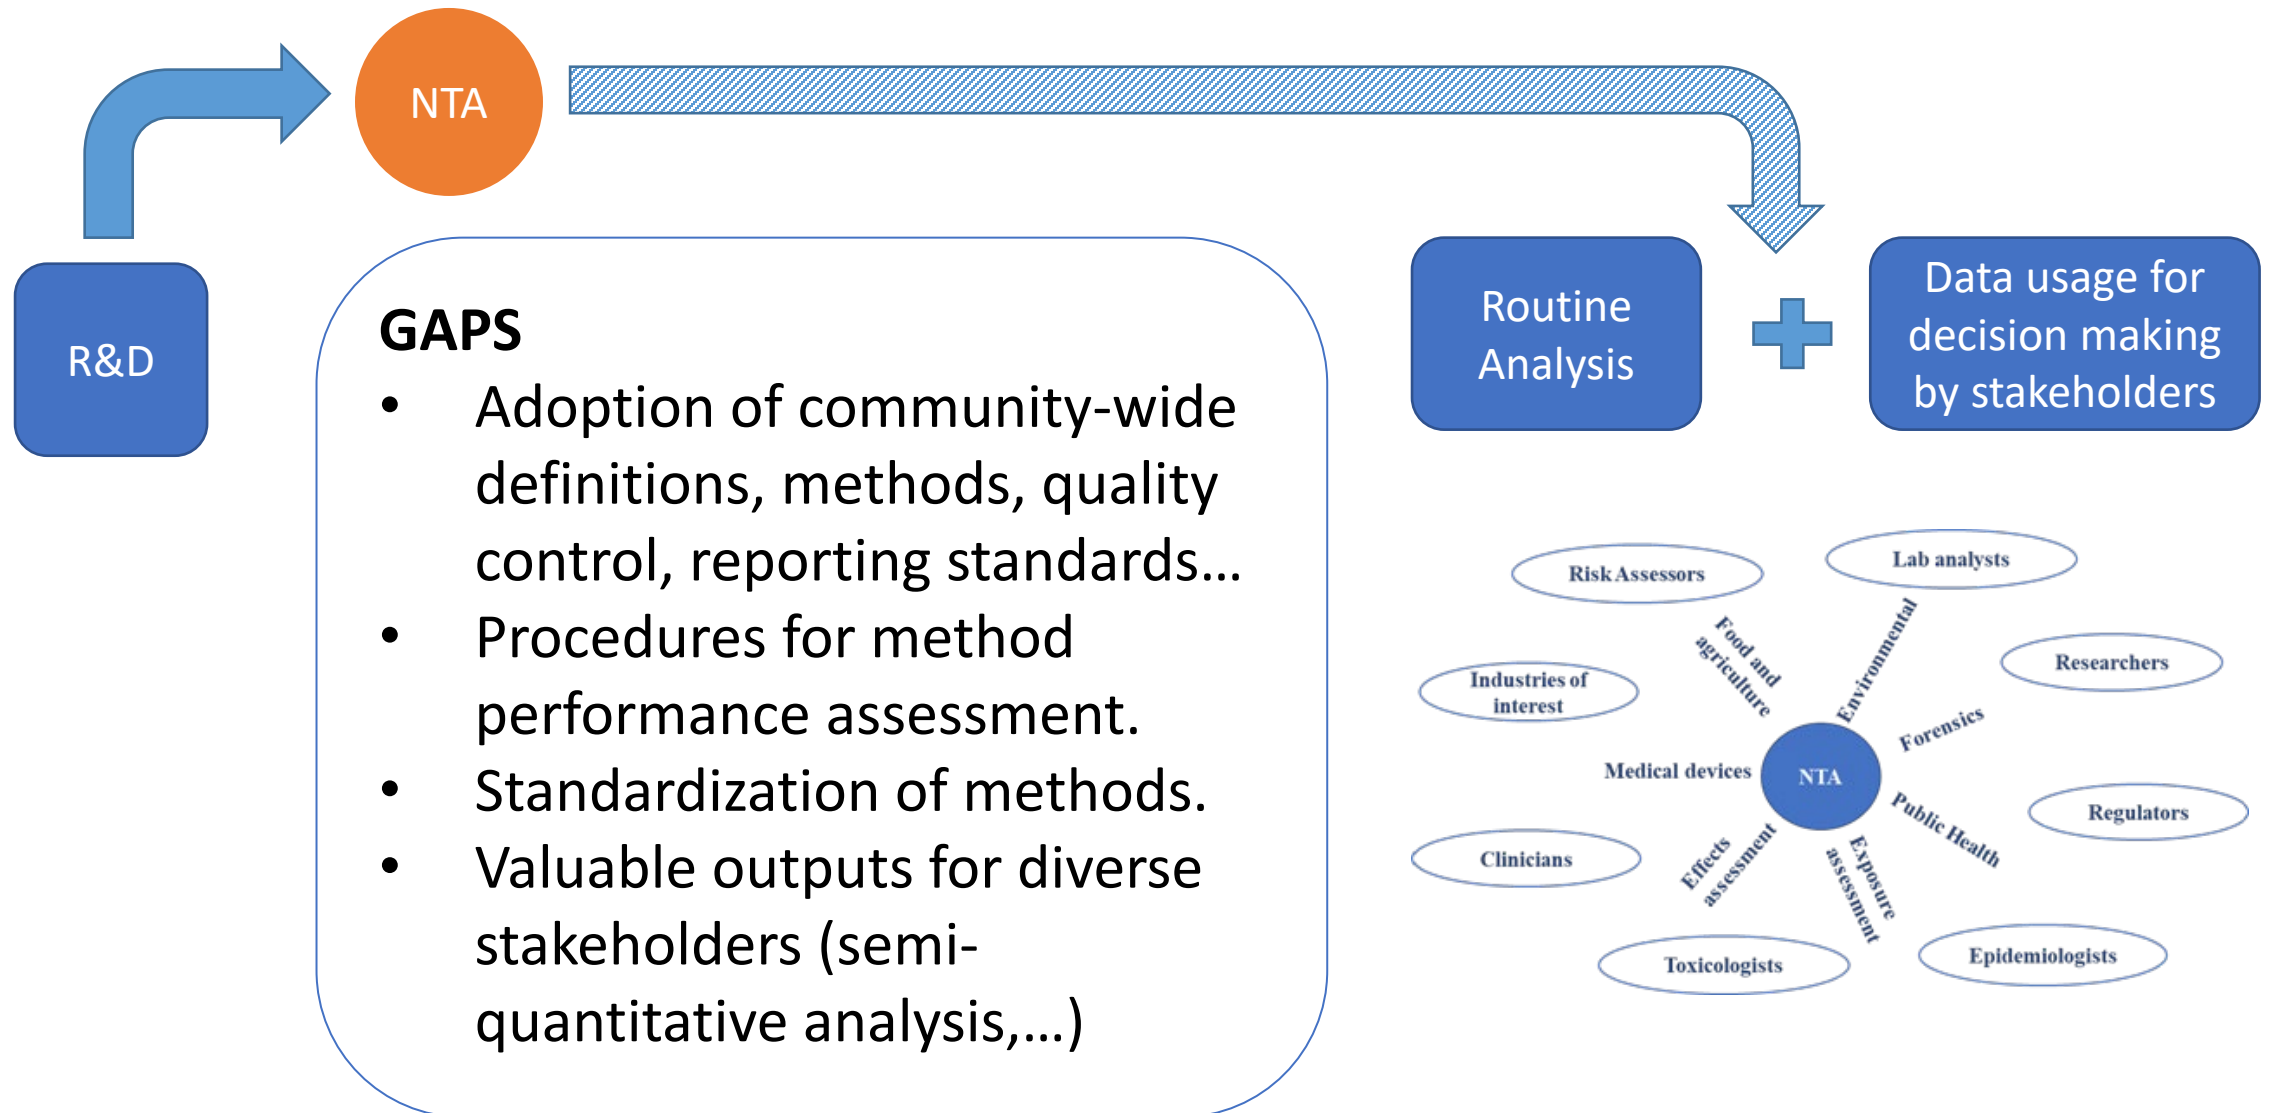 NTA
R&D
GAPS
• Adoption of community-wide
definitions, methods, quality
control, reporting standards...
• Procedures for method
performance assessment.
• Standardization of methods.
• Valuable outputs for diverse
stakeholders (semi-
quantitative analysis,...)
Routine
Analysis
Data usage for
decision making
by stakeholders
Risk Assessors
Lab analysts
Food and
agriculture
Environmental
Researchers
Industries of
interest
Forensics
Medical devices
NTA
Regulators
Public Health
Clinicians
Effects
assessment
Exposure
assessment
Toxicologists
Epidemiologists